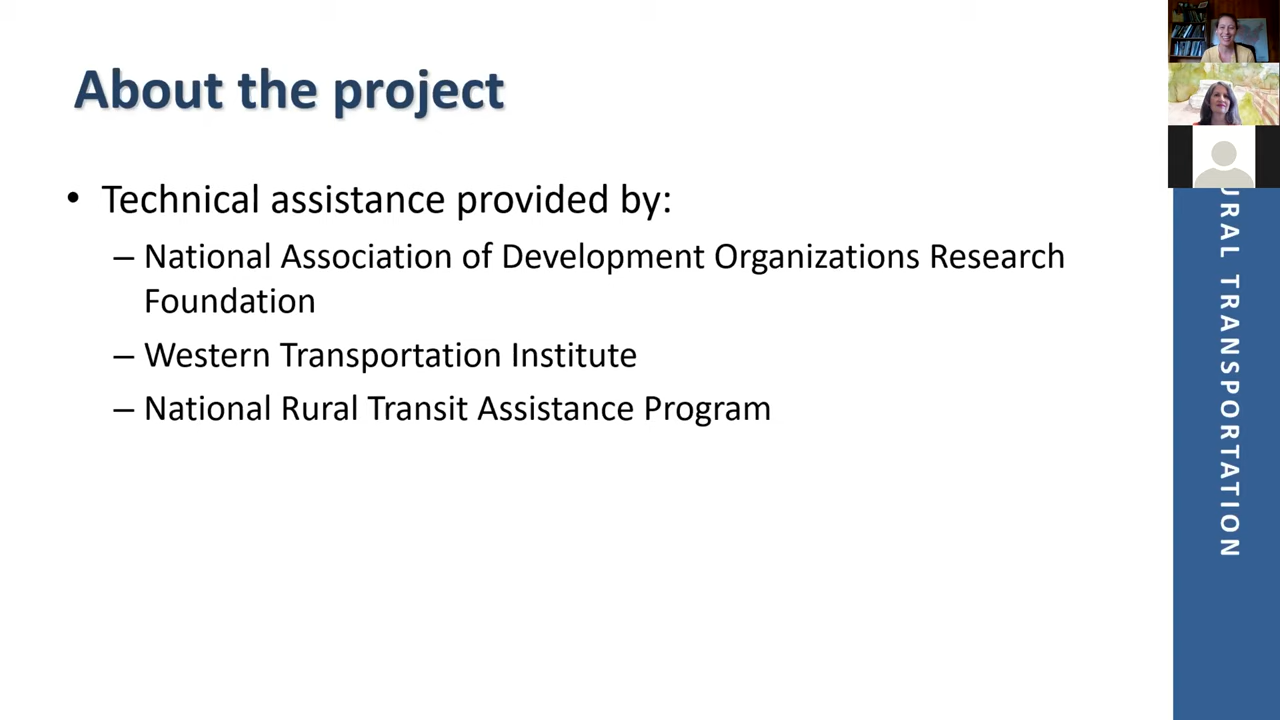 About the project
• Technical assistance provided by:
– National Association of Development Organizations Research
Foundation
– Western Transportation Institute
– National Rural Transit Assistance Program
URAL TRANSPORTATION